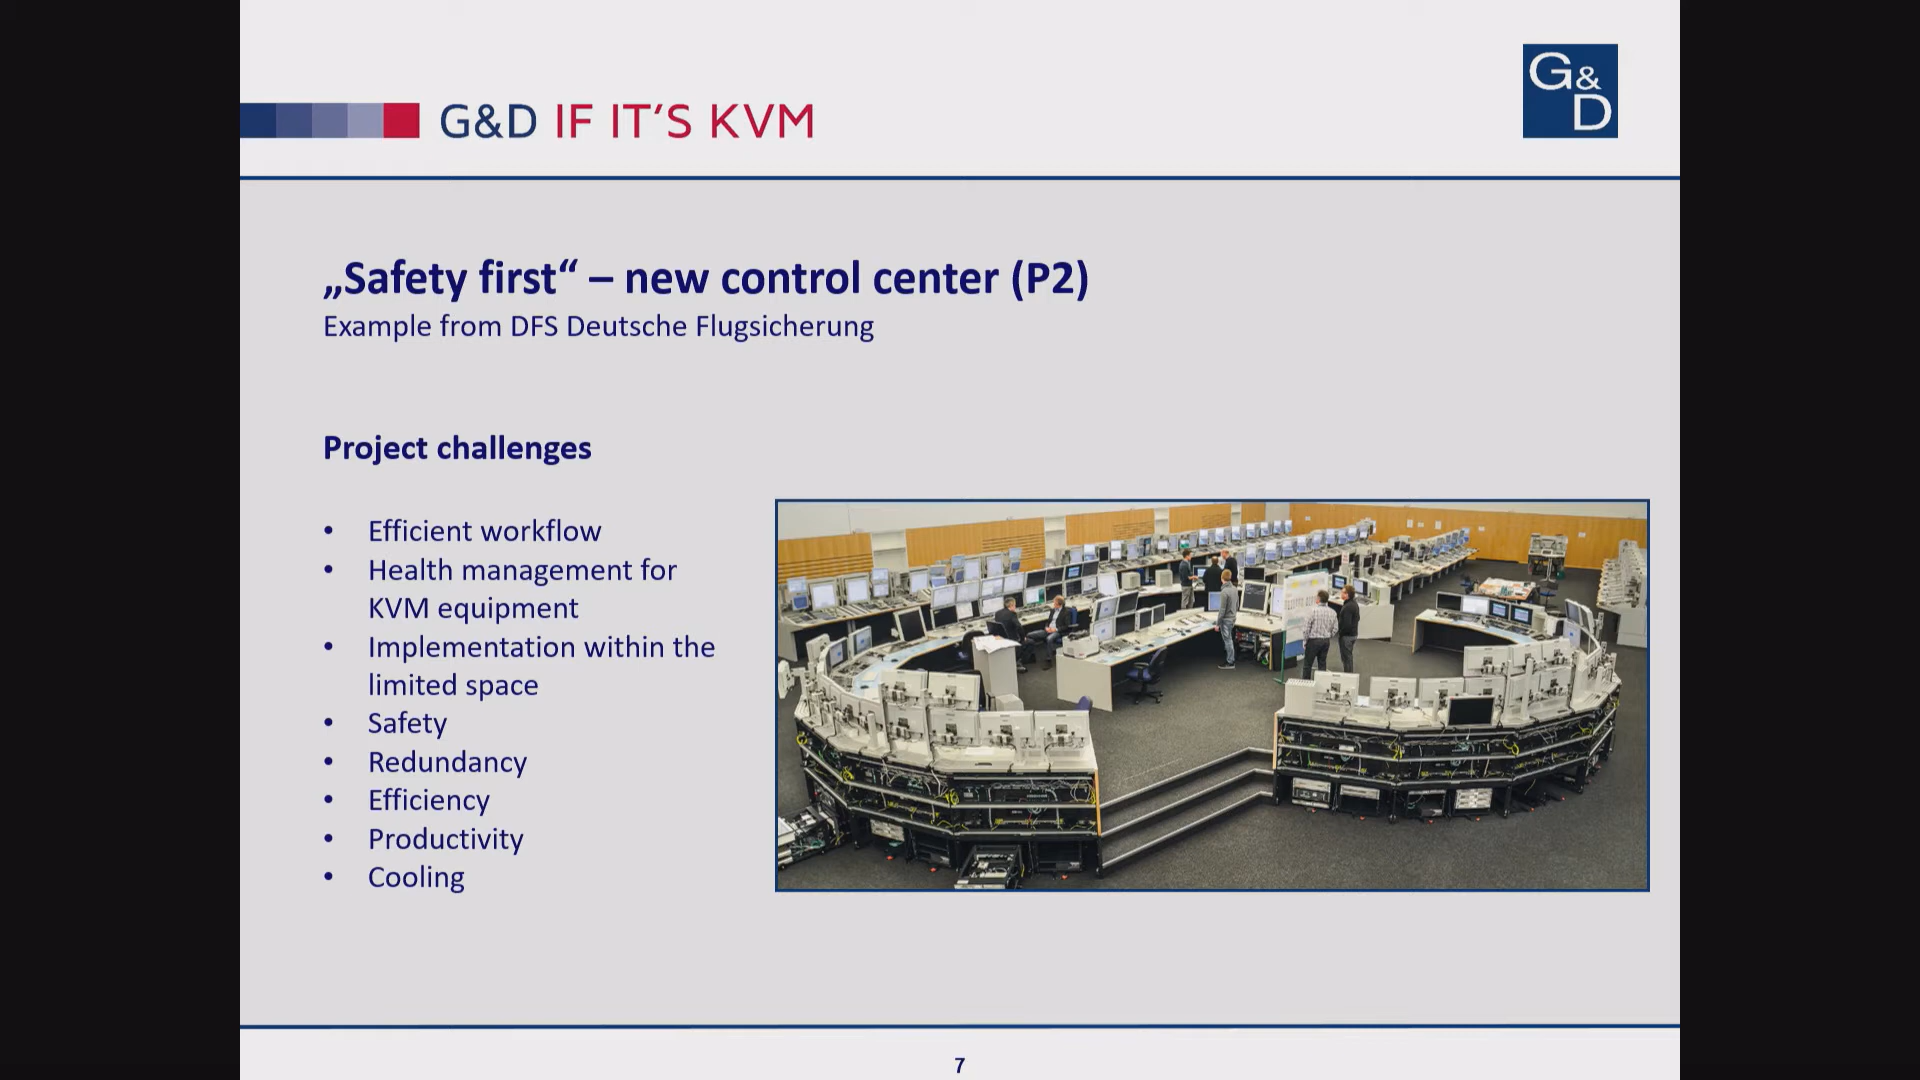 G&D IF IT‘S KVM
G&
D
„Safety first“ – new control center (P2)
Example from DFS Deutsche Flugsicherung
Project challenges
• Efficient workflow
• Health management for
KVM equipment
• Implementation within the
limited space
• Safety
• Redundancy
• Efficiency
• Productivity
• Cooling
7